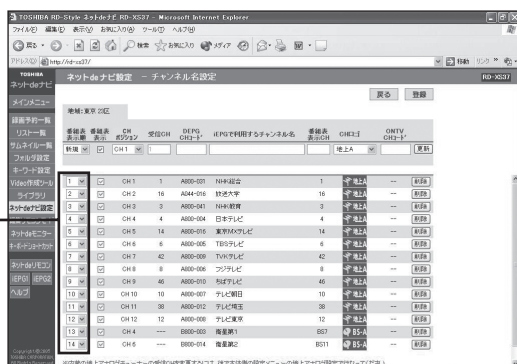 TOSHIBA RD-Style ネットdeナビ RD-XS37 - Microsoft Internet Explorer
ファイル(F) 編集(E) 表示(V) お気に入り(A) ツール(T) ヘルプ(H)
戻る 検索 お気に入り メディア
アドレス(D) http://rd-xs37/ 移動 リンク
TOSHIBA
ネットdeナビ
ネットdeナビ設定 - チャンネル名設定
RD-XS37
戻る 登録
メインメニュー
録画予約一覧
リスト一覧
サムネイル一覧
フォルダ設定
キーワード設定
Video作成ツール
ライブラリ
ネットdeナビ設定
ネットdeモニター
キーボードショートカット
ネットdeリモコン
iEPG1 iEPG2
ヘルプ
地域:東京 23区
番組表表示順 番組表表示 CHポジション 受信CH DEPG CHコード iEPGで利用するチャンネル名 番組表表示CH CHロゴ ONTV CHコード
新規 CH1 1 地上A 更新
1 CH 1 1 A800-001 NHK総合 1 地上A --- 削除
2 CH 2 16 A044-016 放送大学 16 地上A --- 削除
3 CH 3 3 A800-041 NHK教育 3 地上A --- 削除
4 CH 4 4 A800-004 日本テレビ 4 地上A --- 削除
5 CH 5 14 A800-016 東京MXテレビ 14 地上A --- 削除
6 CH 6 6 A800-005 TBSテレビ 6 地上A --- 削除
7 CH 7 42 A800-009 TVKテレビ 42 地上A --- 削除
8 CH 8 8 A800-006 フジテレビ 8 地上A --- 削除
9 CH 9 46 A800-010 ちばテレビ 46 地上A --- 削除
10 CH 10 10 A800-007 テレビ朝日 10 地上A --- 削除
11 CH 11 38 A800-012 テレビ埼玉 38 地上A --- 削除
12 CH 12 12 A800-008 テレビ東京 12 地上A --- 削除
13 CH 4 --- B800-003 衛星第1 BS7 BS-A --- 削除
14 CH 6 --- B800-014 衛星第2 BS11 BS-A --- 削除